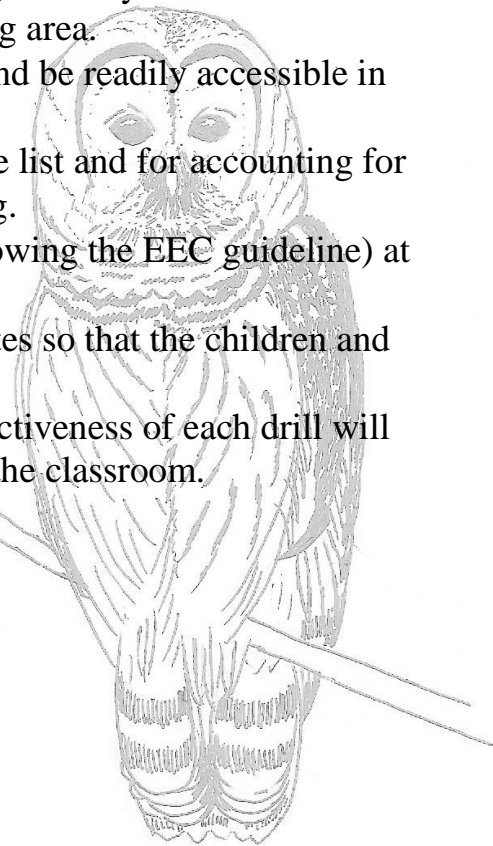 g area.
nd be readily accessible in
e list and for accounting for
g.
owing the EEC guideline) at
tes so that the children and
ctiveness of each drill will
he classroom.